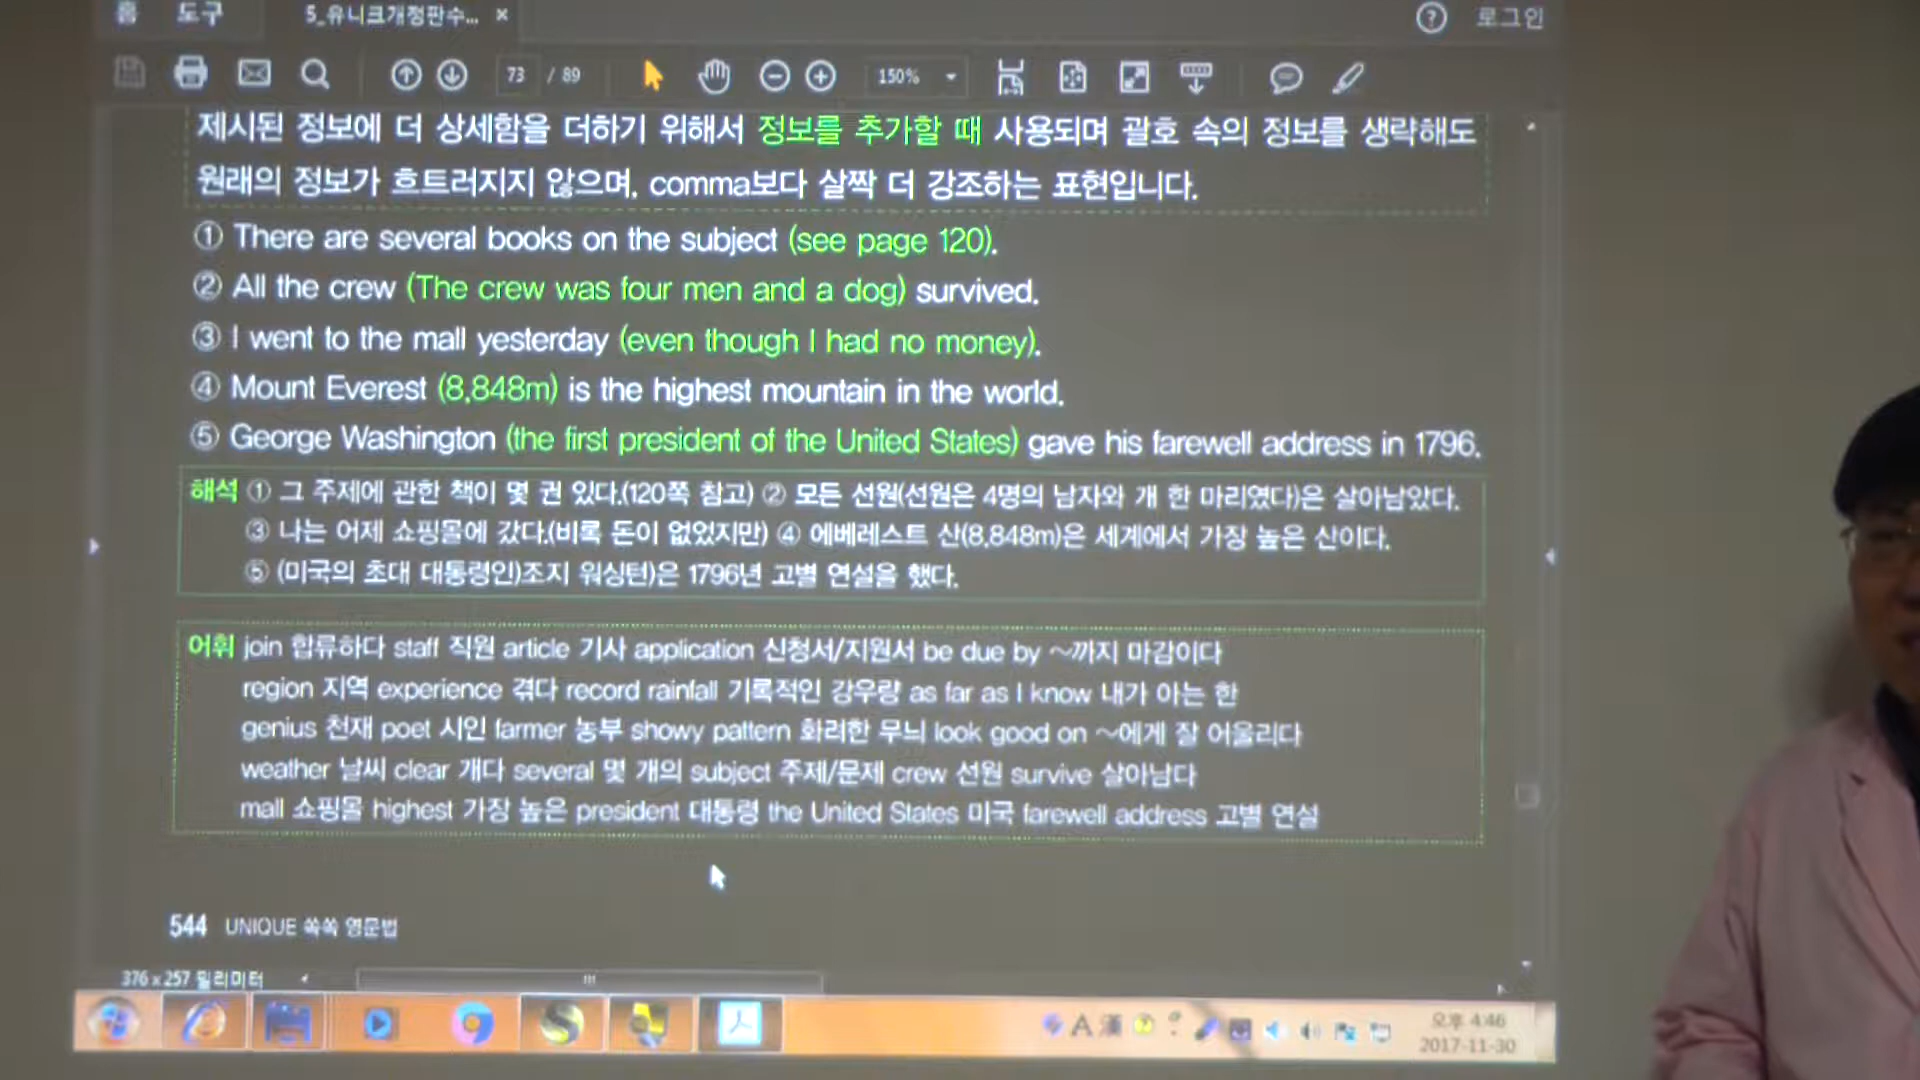 홈 도구 5_유니크개정판수... ×
? 로그인
73 / 89 150%
제시된 정보에 더 상세함을 더하기 위해서 정보를 추가할 때 사용되며 괄호 속의 정보를 생략해도
원래의 정보가 흐트러지지 않으며, comma보다 살짝 더 강조하는 표현입니다.
① There are several books on the subject (see page 120).
② All the crew (The crew was four men and a dog) survived.
③ I went to the mall yesterday (even though I had no money).
④ Mount Everest (8,848m) is the highest mountain in the world.
⑤ George Washington (the first president of the United States) gave his farewell address in 1796.
해석 ① 그 주제에 관한 책이 몇 권 있다.(120쪽 참고) ② 모든 선원(선원은 4명의 남자와 개 한 마리였다)은 살아남았다.
③ 나는 어제 쇼핑몰에 갔다.(비록 돈이 없었지만) ④ 에베레스트 산(8,848m)은 세계에서 가장 높은 산이다.
⑤ (미국의 초대 대통령인)조지 워싱턴)은 1796년 고별 연설을 했다.
어휘 join 합류하다 staff 직원 article 기사 application 신청서/지원서 be due by ～까지 마감이다
region 지역 experience 겪다 record rainfall 기록적인 강우량 as far as I know 내가 아는 한
genius 천재 poet 시인 farmer 농부 showy pattern 화려한 무늬 look good on ～에게 잘 어울리다
weather 날씨 clear 개다 several 몇 개의 subject 주제/문제 crew 선원 survive 살아남다
mall 쇼핑몰 highest 가장 높은 president 대통령 the United States 미국 farewell address 고별 연설
544 UNIQUE 쏙쏙 영문법
376 x 257 밀리미터
A 漢
오후 4:46
2017-11-30